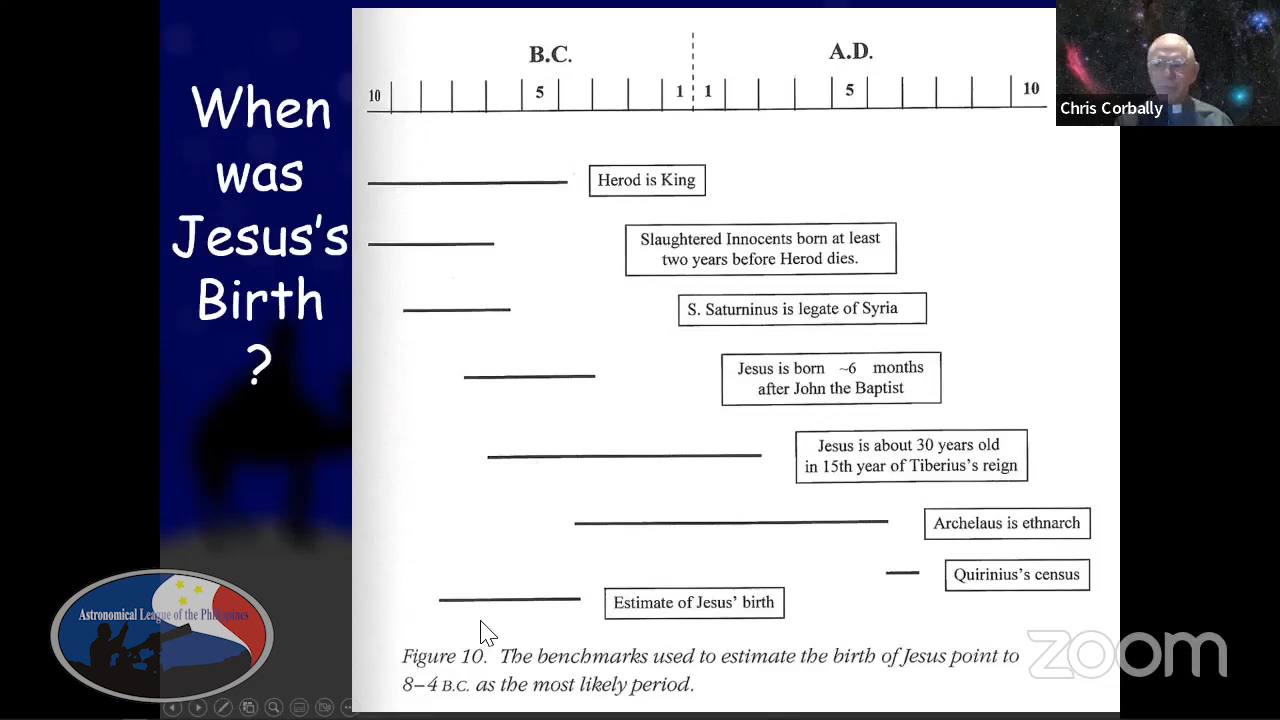 When
was
Jesus's
Birth
?
B.C.
A.D.
10 5 1 1 5 10
Herod is King
Slaughtered Innocents born at least
two years before Herod dies.
S. Saturninus is legate of Syria
Jesus is born ~6 months
after John the Baptist
Jesus is about 30 years old
in 15th year of Tiberius's reign
Archelaus is ethnarch
Quirinius's census
Estimate of Jesus' birth
Figure 10. The benchmarks used to estimate the birth of Jesus point to
8–4 B.C. as the most likely period.
Chris Corbally
Astronomical League of the Philippines
zoom